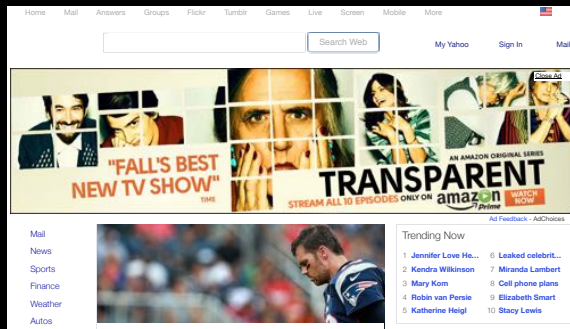 Home Mail Answers Groups Flickr Tumblr Games Live Screen Mobile More
Search Web
My Yahoo Sign In Mail
Close Ad
"FALL'S BEST
NEW TV SHOW"
TIME
AN AMAZON ORIGINAL SERIES
TRANSPARENT
STREAM ALL 10 EPISODES ONLY ON amazon Prime WATCH NOW
Ad Feedback - AdChoices
Mail
News
Sports
Finance
Weather
Autos
Trending Now
1 Jennifer Love He...
2 Kendra Wilkinson
3 Mary Kom
4 Robin van Persie
5 Katherine Heigl
6 Leaked celebrit...
7 Miranda Lambert
8 Cell phone plans
9 Elizabeth Smart
10 Stacy Lewis